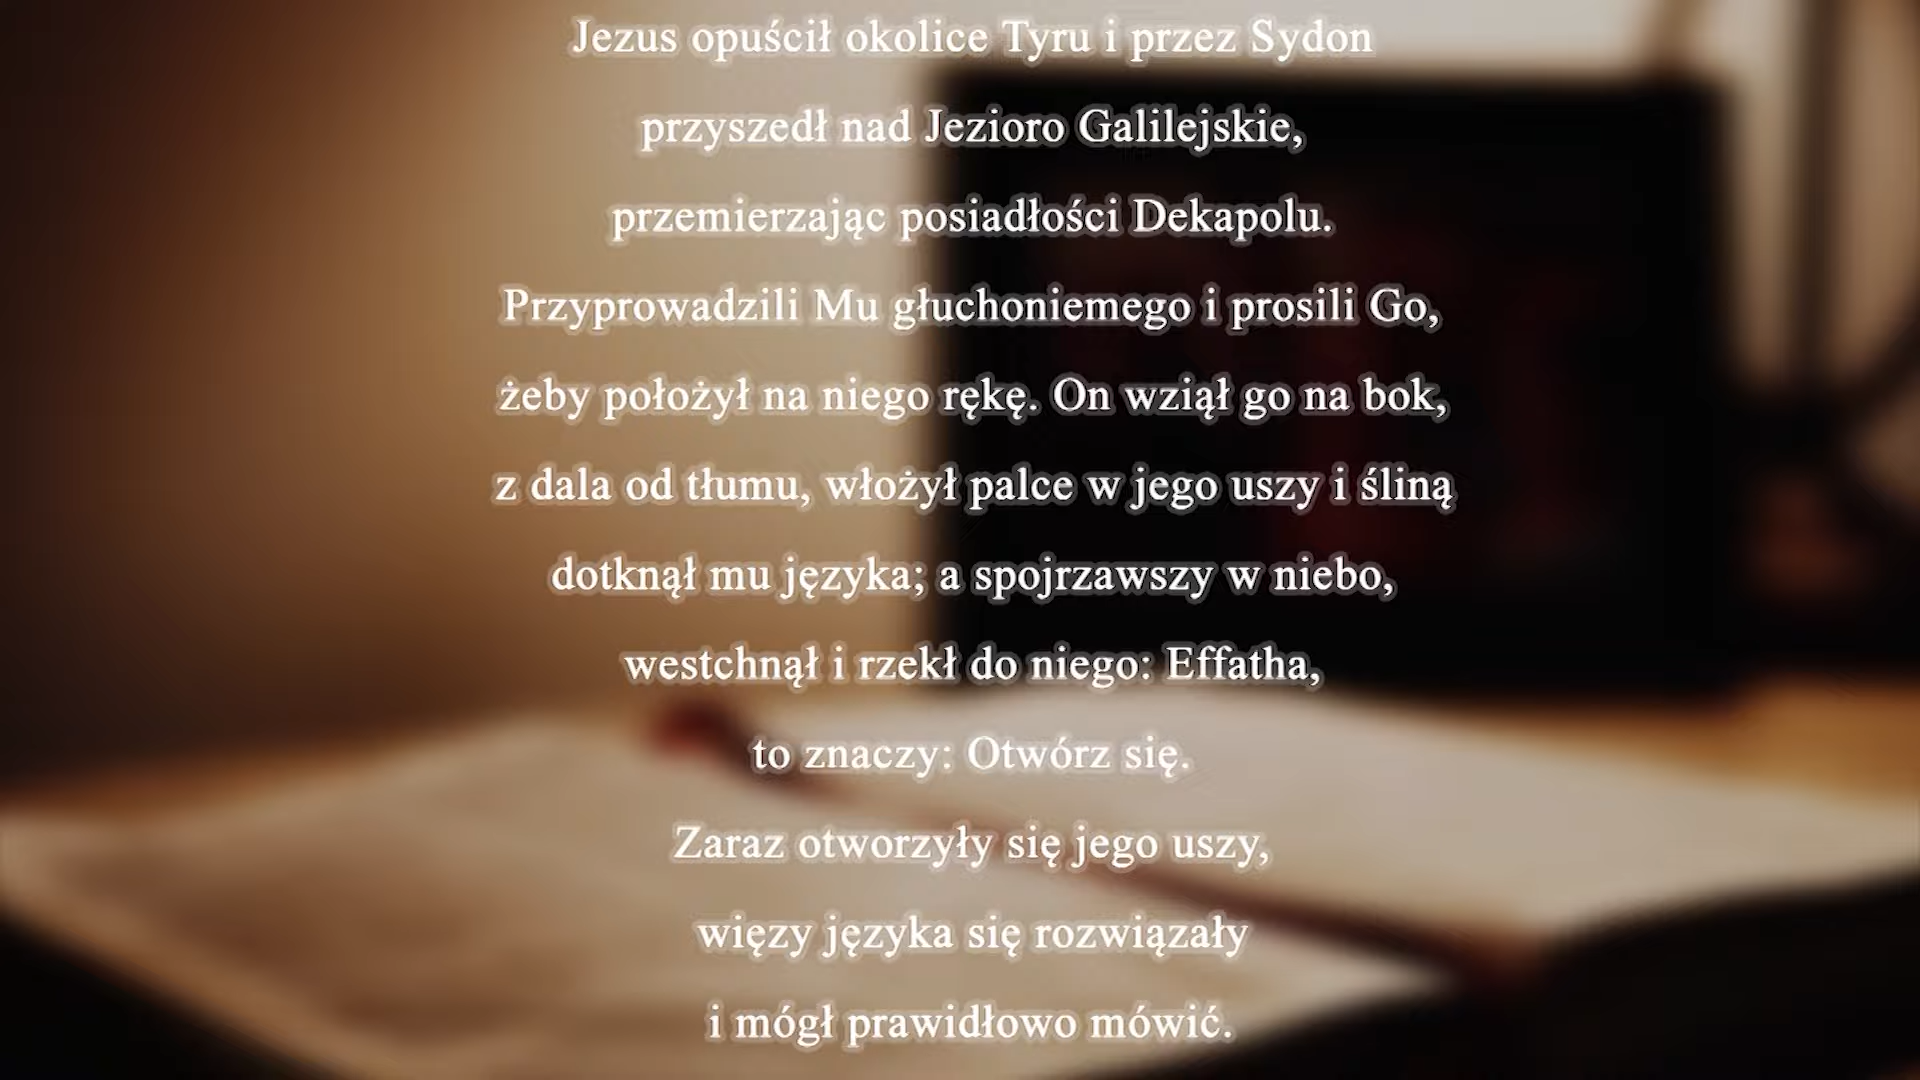 Jezus opuścił okolice Tyru i przez Sydon
przyszedł nad Jezioro Galilejskie,
przemierzając posiadłości Dekapolu.
Przyprowadzili Mu głuchoniemego i prosili Go,
żeby położył na niego rękę. On wziął go na bok,
z dala od tłumu, włożył palce w jego uszy i śliną
dotknął mu języka; a spojrzawszy w niebo,
westchnął i rzekł do niego: Effatha,
to znaczy: Otwórz się.
Zaraz otworzyły się jego uszy,
więzy języka się rozwiązały
i mógł prawidłowo mówić.